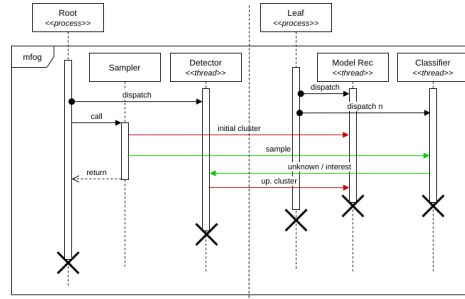 Root
<<process>>
Leaf
<<process>>
mfog
Sampler
Detector
<<thread>>
Model Rec
<<thread>>
Classifier
<<thread>>
dispatch
dispatch
call
dispatch n
initial cluster
sample
unknown / interest
return
up. cluster